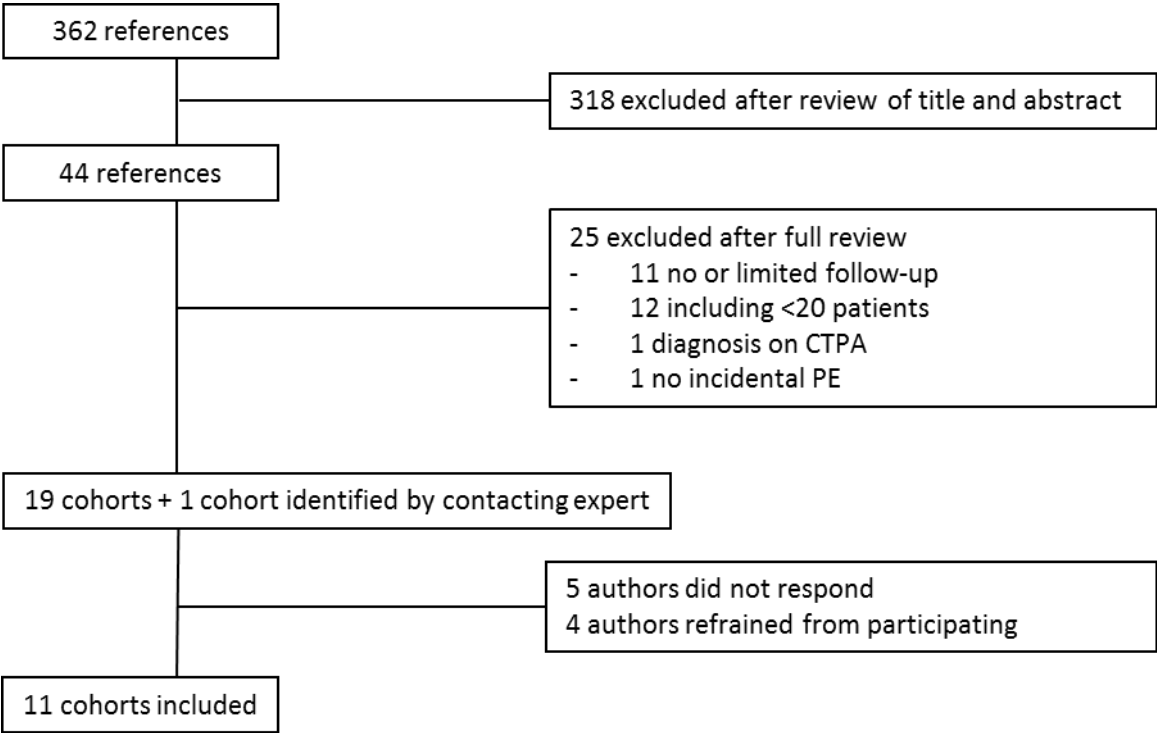 362 references
318 excluded after review of title and abstract
44 references
25 excluded after full review
- 11 no or limited follow-up
- 12 including <20 patients
- 1 diagnosis on CTPA
- 1 no incidental PE
19 cohorts + 1 cohort identified by contacting expert
5 authors did not respond
4 authors refrained from participating
11 cohorts included